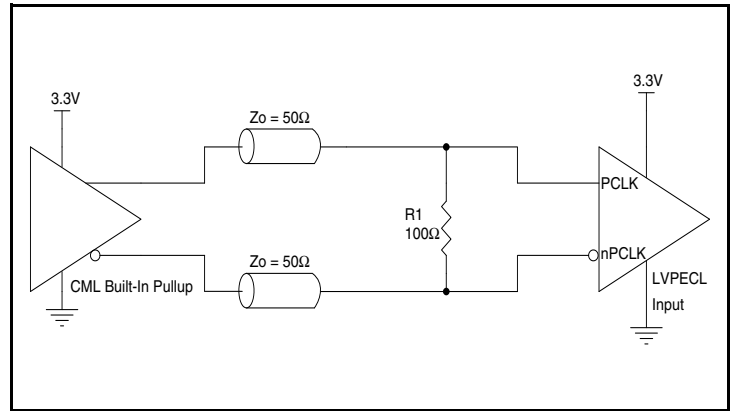 3.3V
3.3V
Zo = 50Ω
PCLK
R1
100Ω
Zo = 50Ω
nPCLK
CML Built-In Pullup
LVPECL
Input